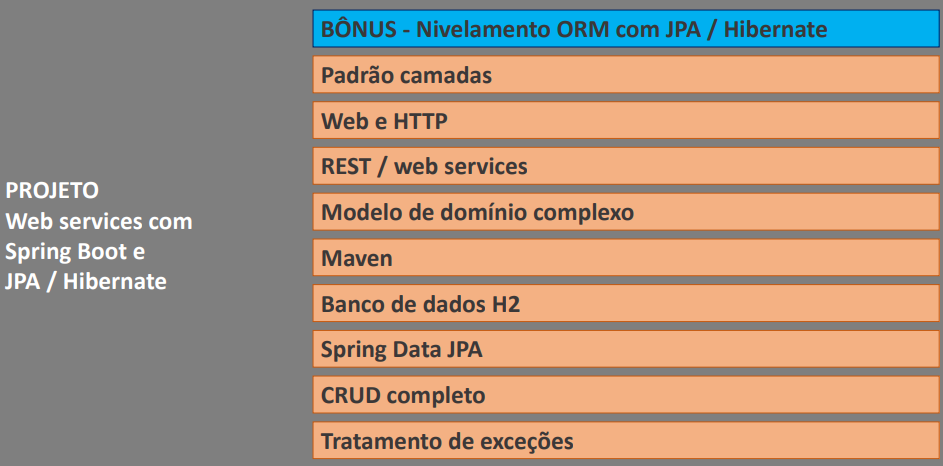 PROJETO
Web services com
Spring Boot e
JPA / Hibernate
BÔNUS - Nivelamento ORM com JPA / Hibernate
Padrão camadas
Web e HTTP
REST / web services
Modelo de domínio complexo
Maven
Banco de dados H2
Spring Data JPA
CRUD completo
Tratamento de exceções